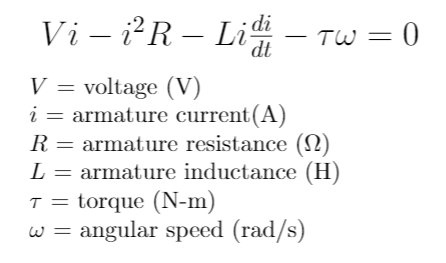 Vi − i²R − Li di/dt − τω = 0
V = voltage (V)
i = armature current(A)
R = armature resistance (Ω)
L = armature inductance (H)
τ = torque (N-m)
ω = angular speed (rad/s)